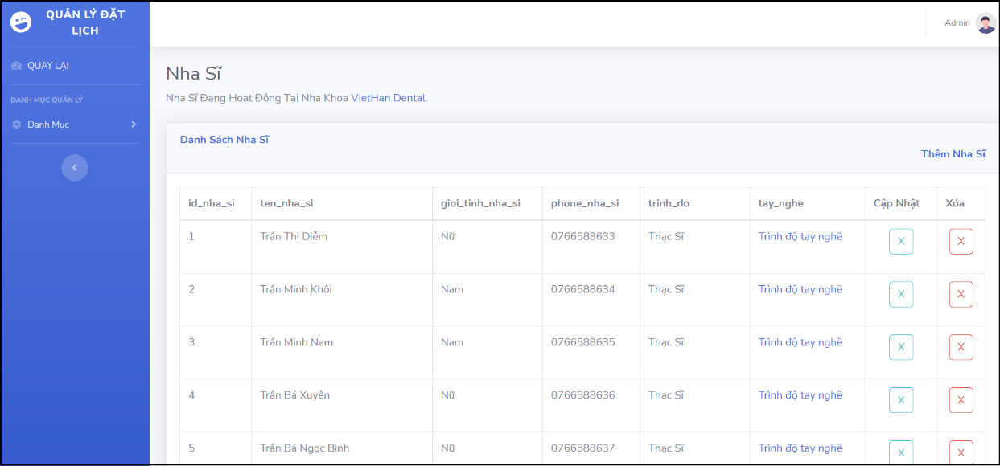 QUẢN LÝ ĐẶT
LỊCH
Admin
QUAY LẠI
DANH MỤC QUẢN LÝ
Danh Mục
Nha Sĩ
Nha Sĩ Đang Hoạt Động Tại Nha Khoa VietHan Dental.
Danh Sách Nha Sĩ
Thêm Nha Sĩ
id_nha_si ten_nha_si gioi_tinh_nha_si phone_nha_si trinh_do tay_nghe Cập Nhật Xóa
1 Trần Thị Diễm Nữ 0766588633 Thạc Sĩ Trình độ tay nghề X X
2 Trần Minh Khôi Nam 0766588634 Thạc Sĩ Trình độ tay nghề X X
3 Trần Minh Nam Nam 0766588635 Thạc Sĩ Trình độ tay nghề X X
4 Trần Bá Xuyên Nữ 0766588636 Thạc Sĩ Trình độ tay nghề X X
5 Trần Bá Ngọc Bình Nữ 0766588637 Thạc Sĩ Trình độ tay nghề X X